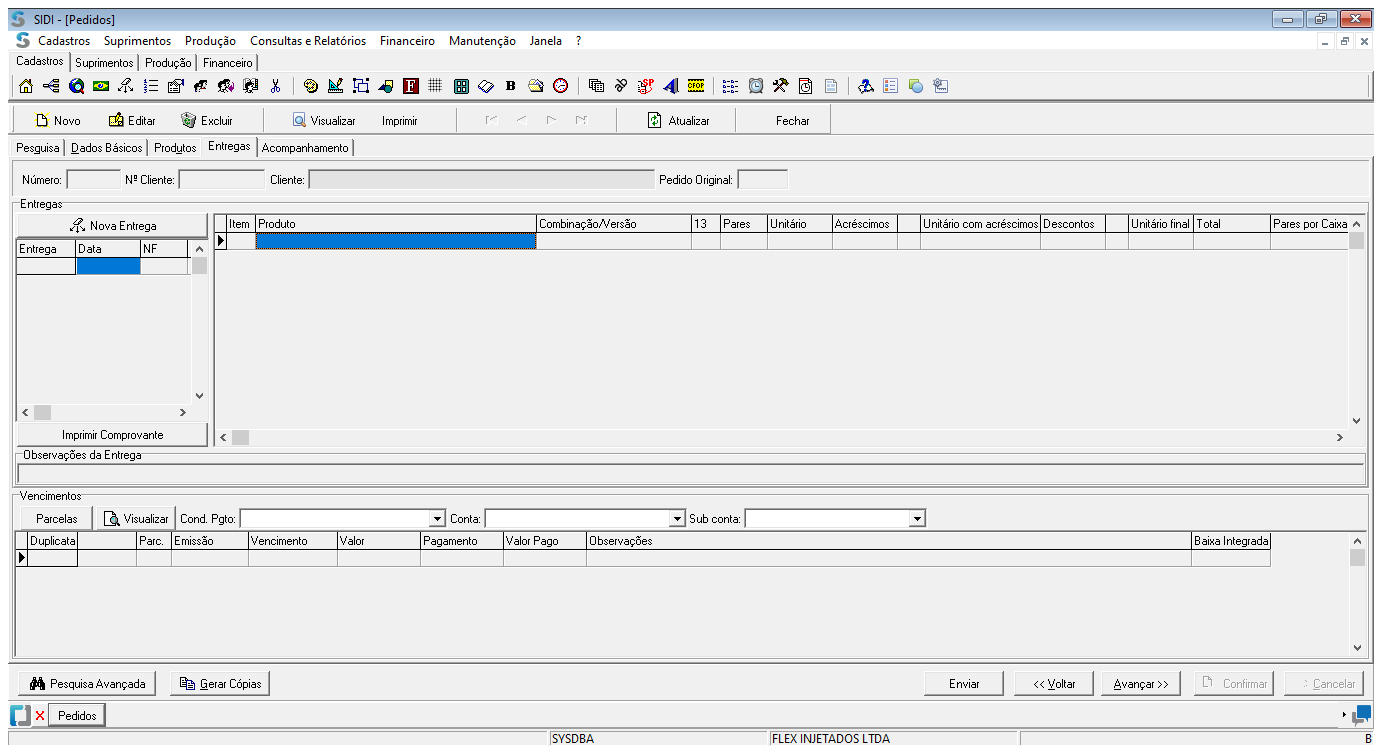 SIDI - [Pedidos]
Cadastros Suprimentos Produção Consultas e Relatórios Financeiro Manutenção Janela ?
Cadastros Suprimentos Produção Financeiro
F B SP CFOP
Novo Editar Excluir Visualizar Imprimir Atualizar Fechar
Pesquisa Dados Básicos Produtos Entregas Acompanhamento
Número: Nº Cliente: Cliente: Pedido Original:
Entregas
Nova Entrega
Item Produto Combinação/Versão 13 Pares Unitário Acréscimos Unitário com acréscimos Descontos Unitário final Total Pares por Caixa
Entrega Data NF
Imprimir Comprovante
Observações da Entrega
Vencimentos
Parcelas Visualizar Cond. Pgto: Conta: Sub conta:
Duplicata Parc. Emissão Vencimento Valor Pagamento Valor Pago Observações Baixa Integrada
Pesquisa Avançada Gerar Cópias Enviar << Voltar Avançar >> Confirmar Cancelar
Pedidos
SYSDBA FLEX INJETADOS LTDA B